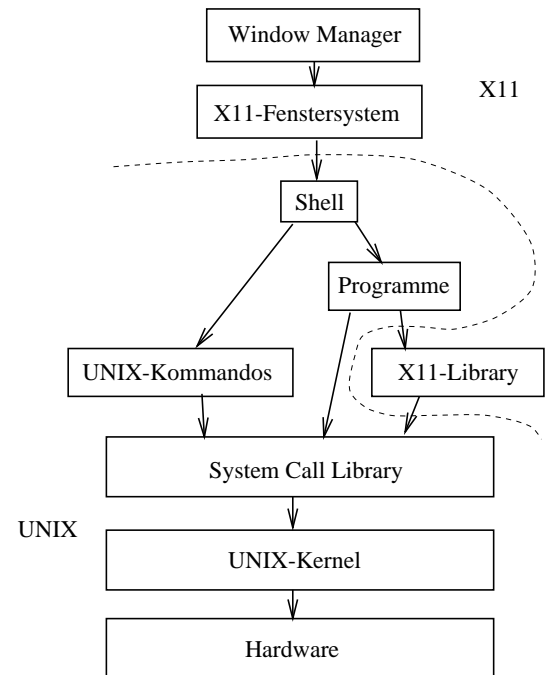 Window Manager
X11
X11-Fenstersystem
Shell
Programme
UNIX-Kommandos
X11-Library
System Call Library
UNIX
UNIX-Kernel
Hardware